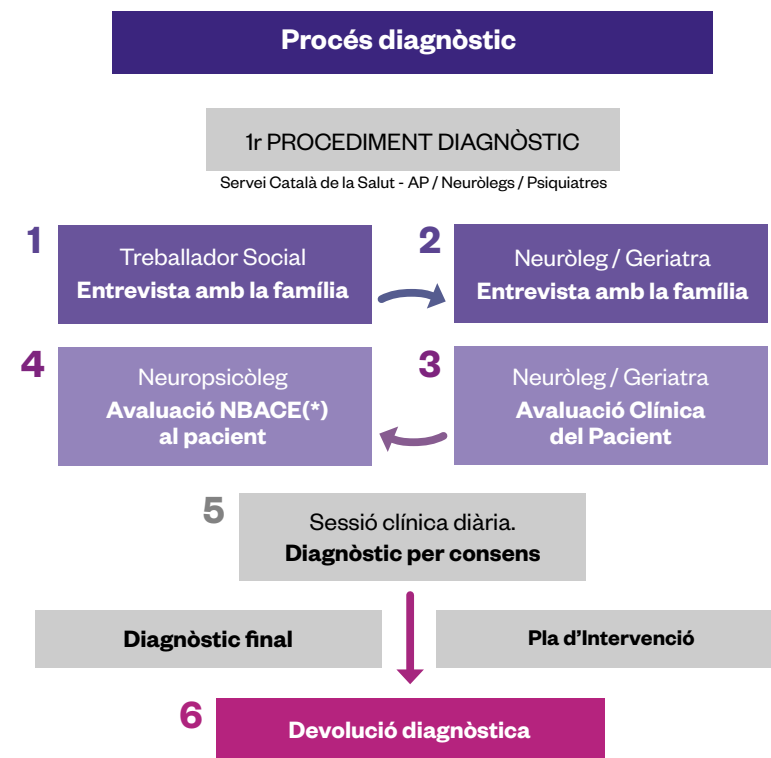 Procés diagnòstic
1r PROCEDIMENT DIAGNÒSTIC
Servei Català de la Salut - AP / Neuròlegs / Psiquiatres
1
Treballador Social
Entrevista amb la família
2
Neuròleg / Geriatra
Entrevista amb la família
3
Neuròleg / Geriatra
Avaluació Clínica
del Pacient
4
Neuropsicòleg
Avaluació NBACE(*)
al pacient
5
Sessió clínica diària.
Diagnòstic per consens
Diagnòstic final
Pla d'Intervenció
6
Devolució diagnòstica